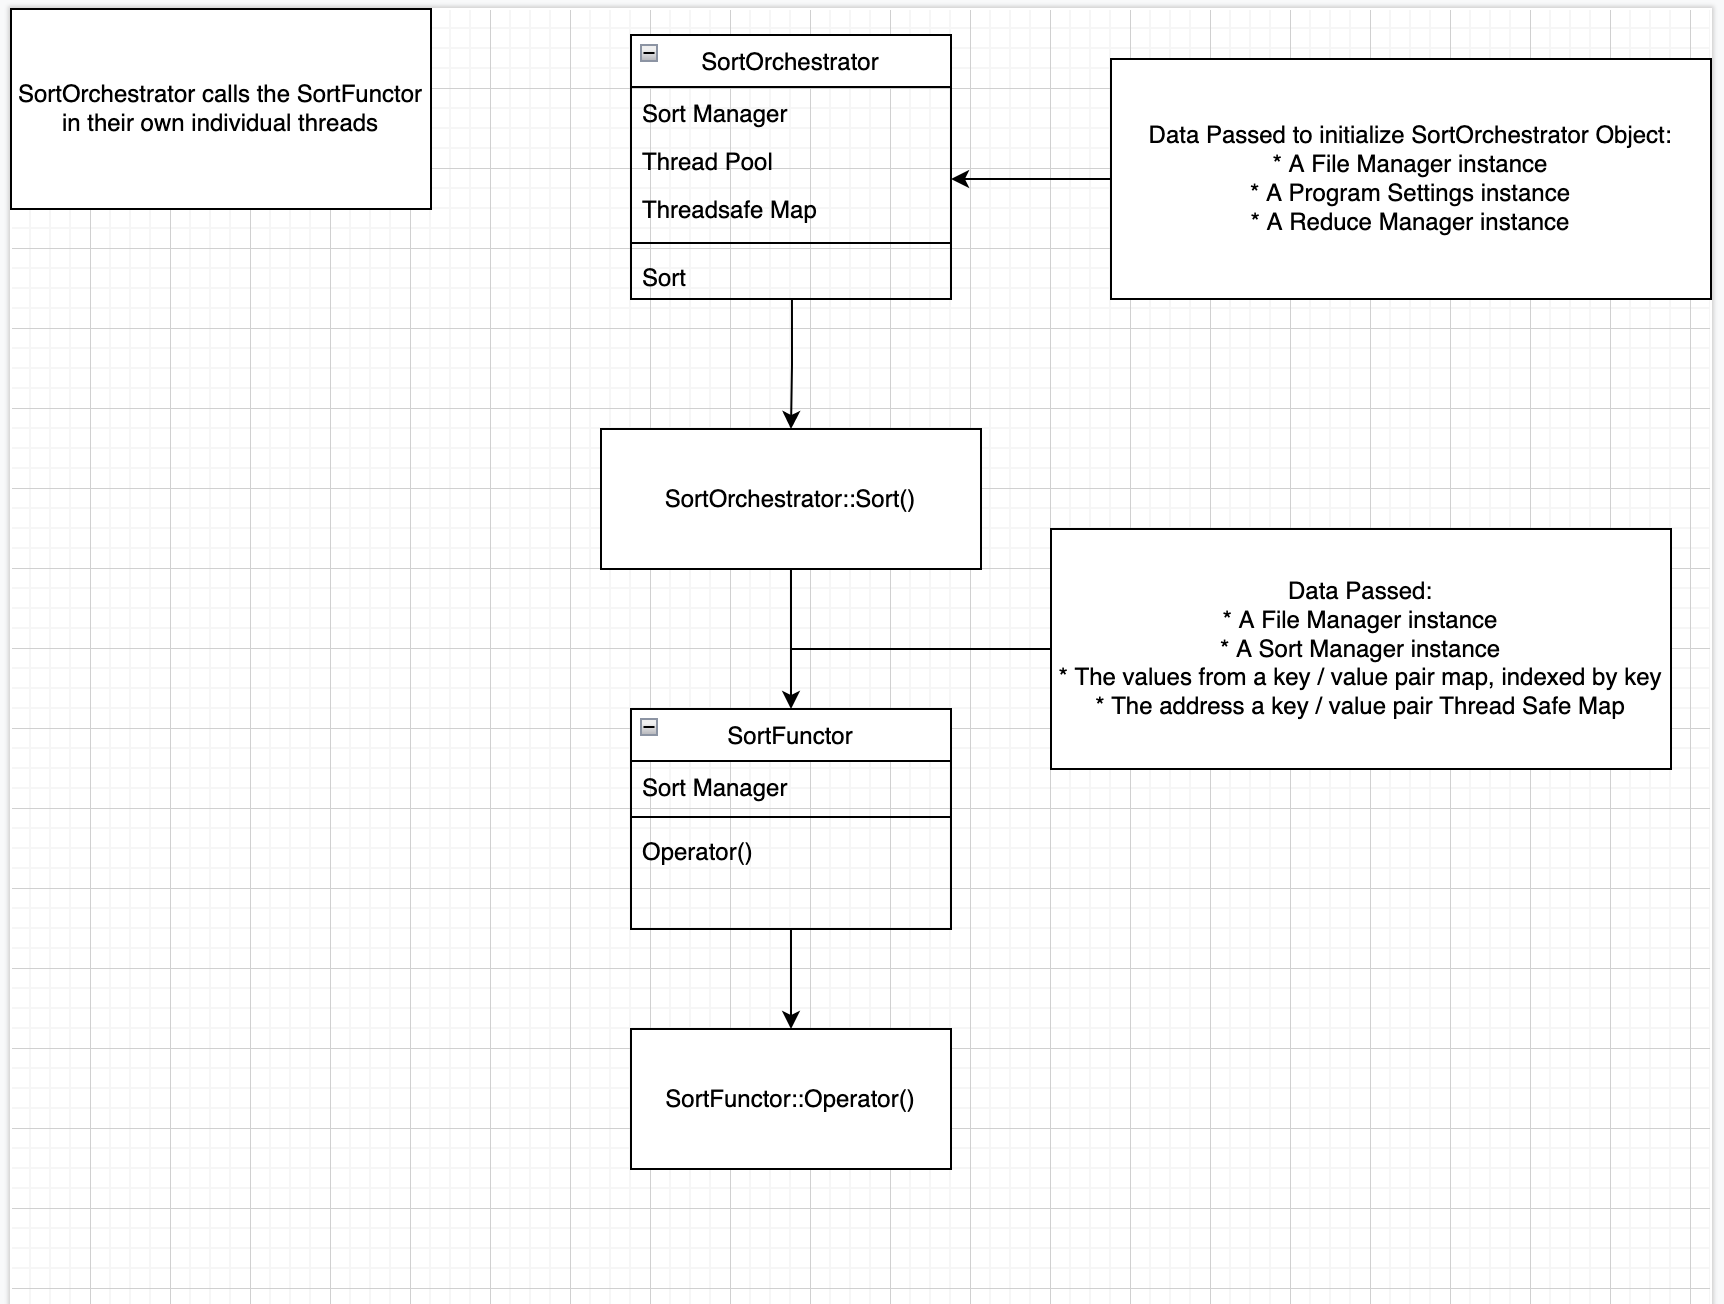 SortOrchestrator calls the SortFunctor
in their own individual threads
SortOrchestrator
Sort Manager
Thread Pool
Threadsafe Map
Sort
Data Passed to initialize SortOrchestrator Object:
* A File Manager instance
* A Program Settings instance
* A Reduce Manager instance
SortOrchestrator::Sort()
Data Passed:
* A File Manager instance
* A Sort Manager instance
* The values from a key / value pair map, indexed by key
* The address a key / value pair Thread Safe Map
SortFunctor
Sort Manager
Operator()
SortFunctor::Operator()